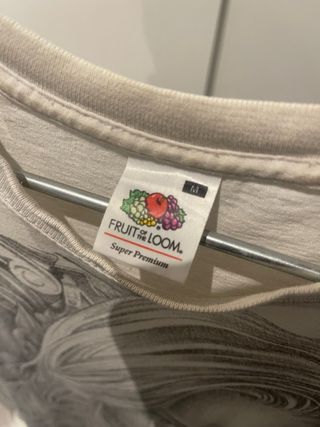 M
FRUIT OF THE LOOM®
Super Premium